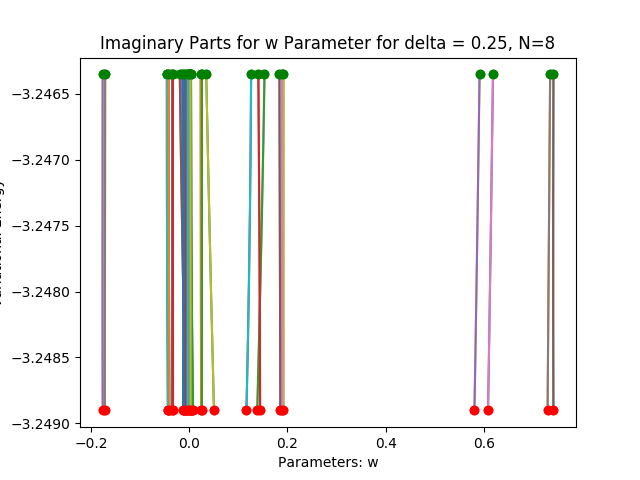 Imaginary Parts for w Parameter for delta = 0.25, N=8
−3.2465
−3.2470
−3.2475
−3.2480
−3.2485
−3.2490
−0.2 0.0 0.2 0.4 0.6
Parameters: w